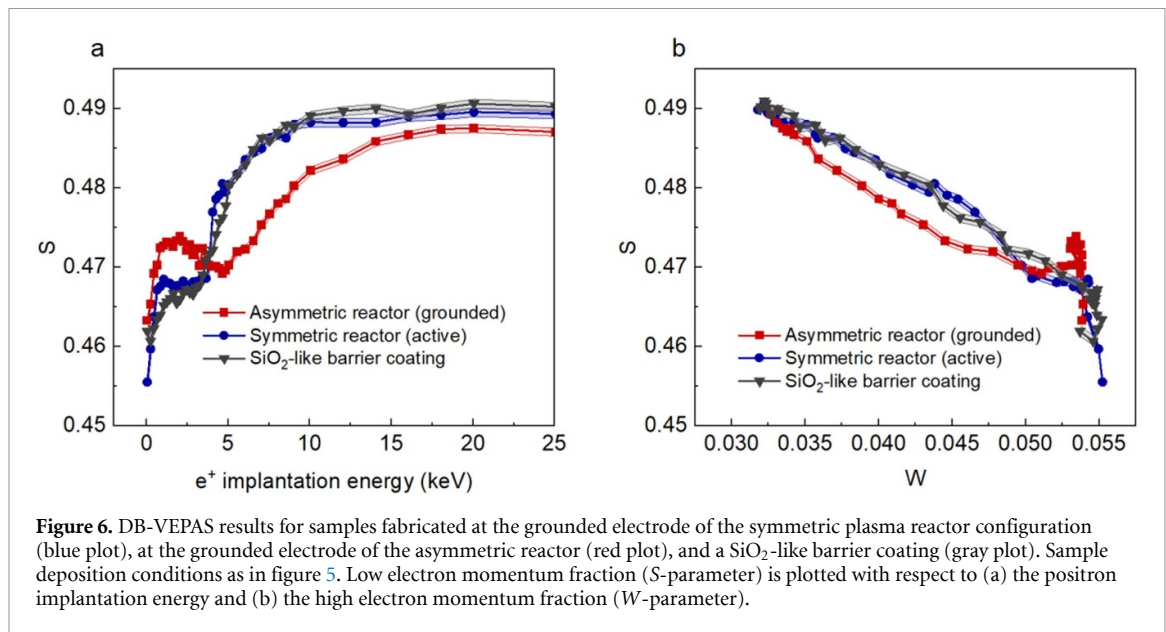 a
0.49
0.48
0.47
0.46
0.45
S
Asymmetric reactor (grounded)
Symmetric reactor (active)
SiO₂-like barrier coating
0 5 10 15 20 25
e⁺ implantation energy (keV)
b
0.49
0.48
0.47
0.46
0.45
S
Asymmetric reactor (grounded)
Symmetric reactor (active)
SiO₂-like barrier coating
0.030 0.035 0.040 0.045 0.050 0.055
W
Figure 6. DB-VEPAS results for samples fabricated at the grounded electrode of the symmetric plasma reactor configuration
(blue plot), at the grounded electrode of the asymmetric reactor (red plot), and a SiO₂-like barrier coating (gray plot). Sample
deposition conditions as in figure 5. Low electron momentum fraction (S-parameter) is plotted with respect to (a) the positron
implantation energy and (b) the high electron momentum fraction (W-parameter).